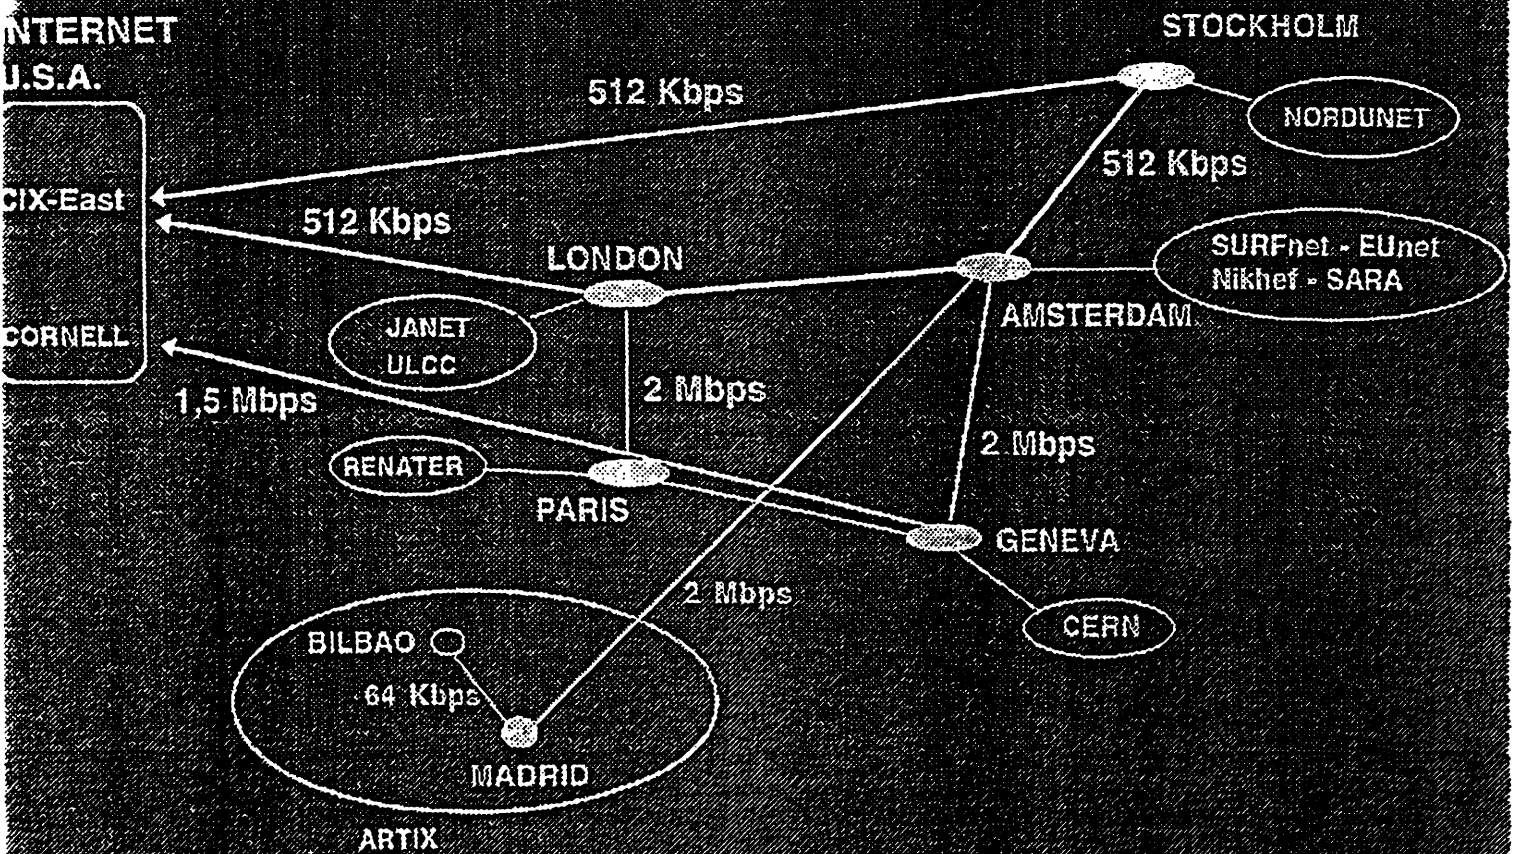 INTERNET
U.S.A.
STOCKHOLM
512 Kbps
NORDUNET
512 Kbps
CIX-East
512 Kbps
LONDON
SURFnet - EUnet
Nikhef - SARA
AMSTERDAM
JANET
ULCC
CORNELL
1,5 Mbps
2 Mbps
2 Mbps
RENATER
PARIS
GENEVA
2 Mbps
CERN
BILBAO
64 Kbps
MADRID
ARTIX